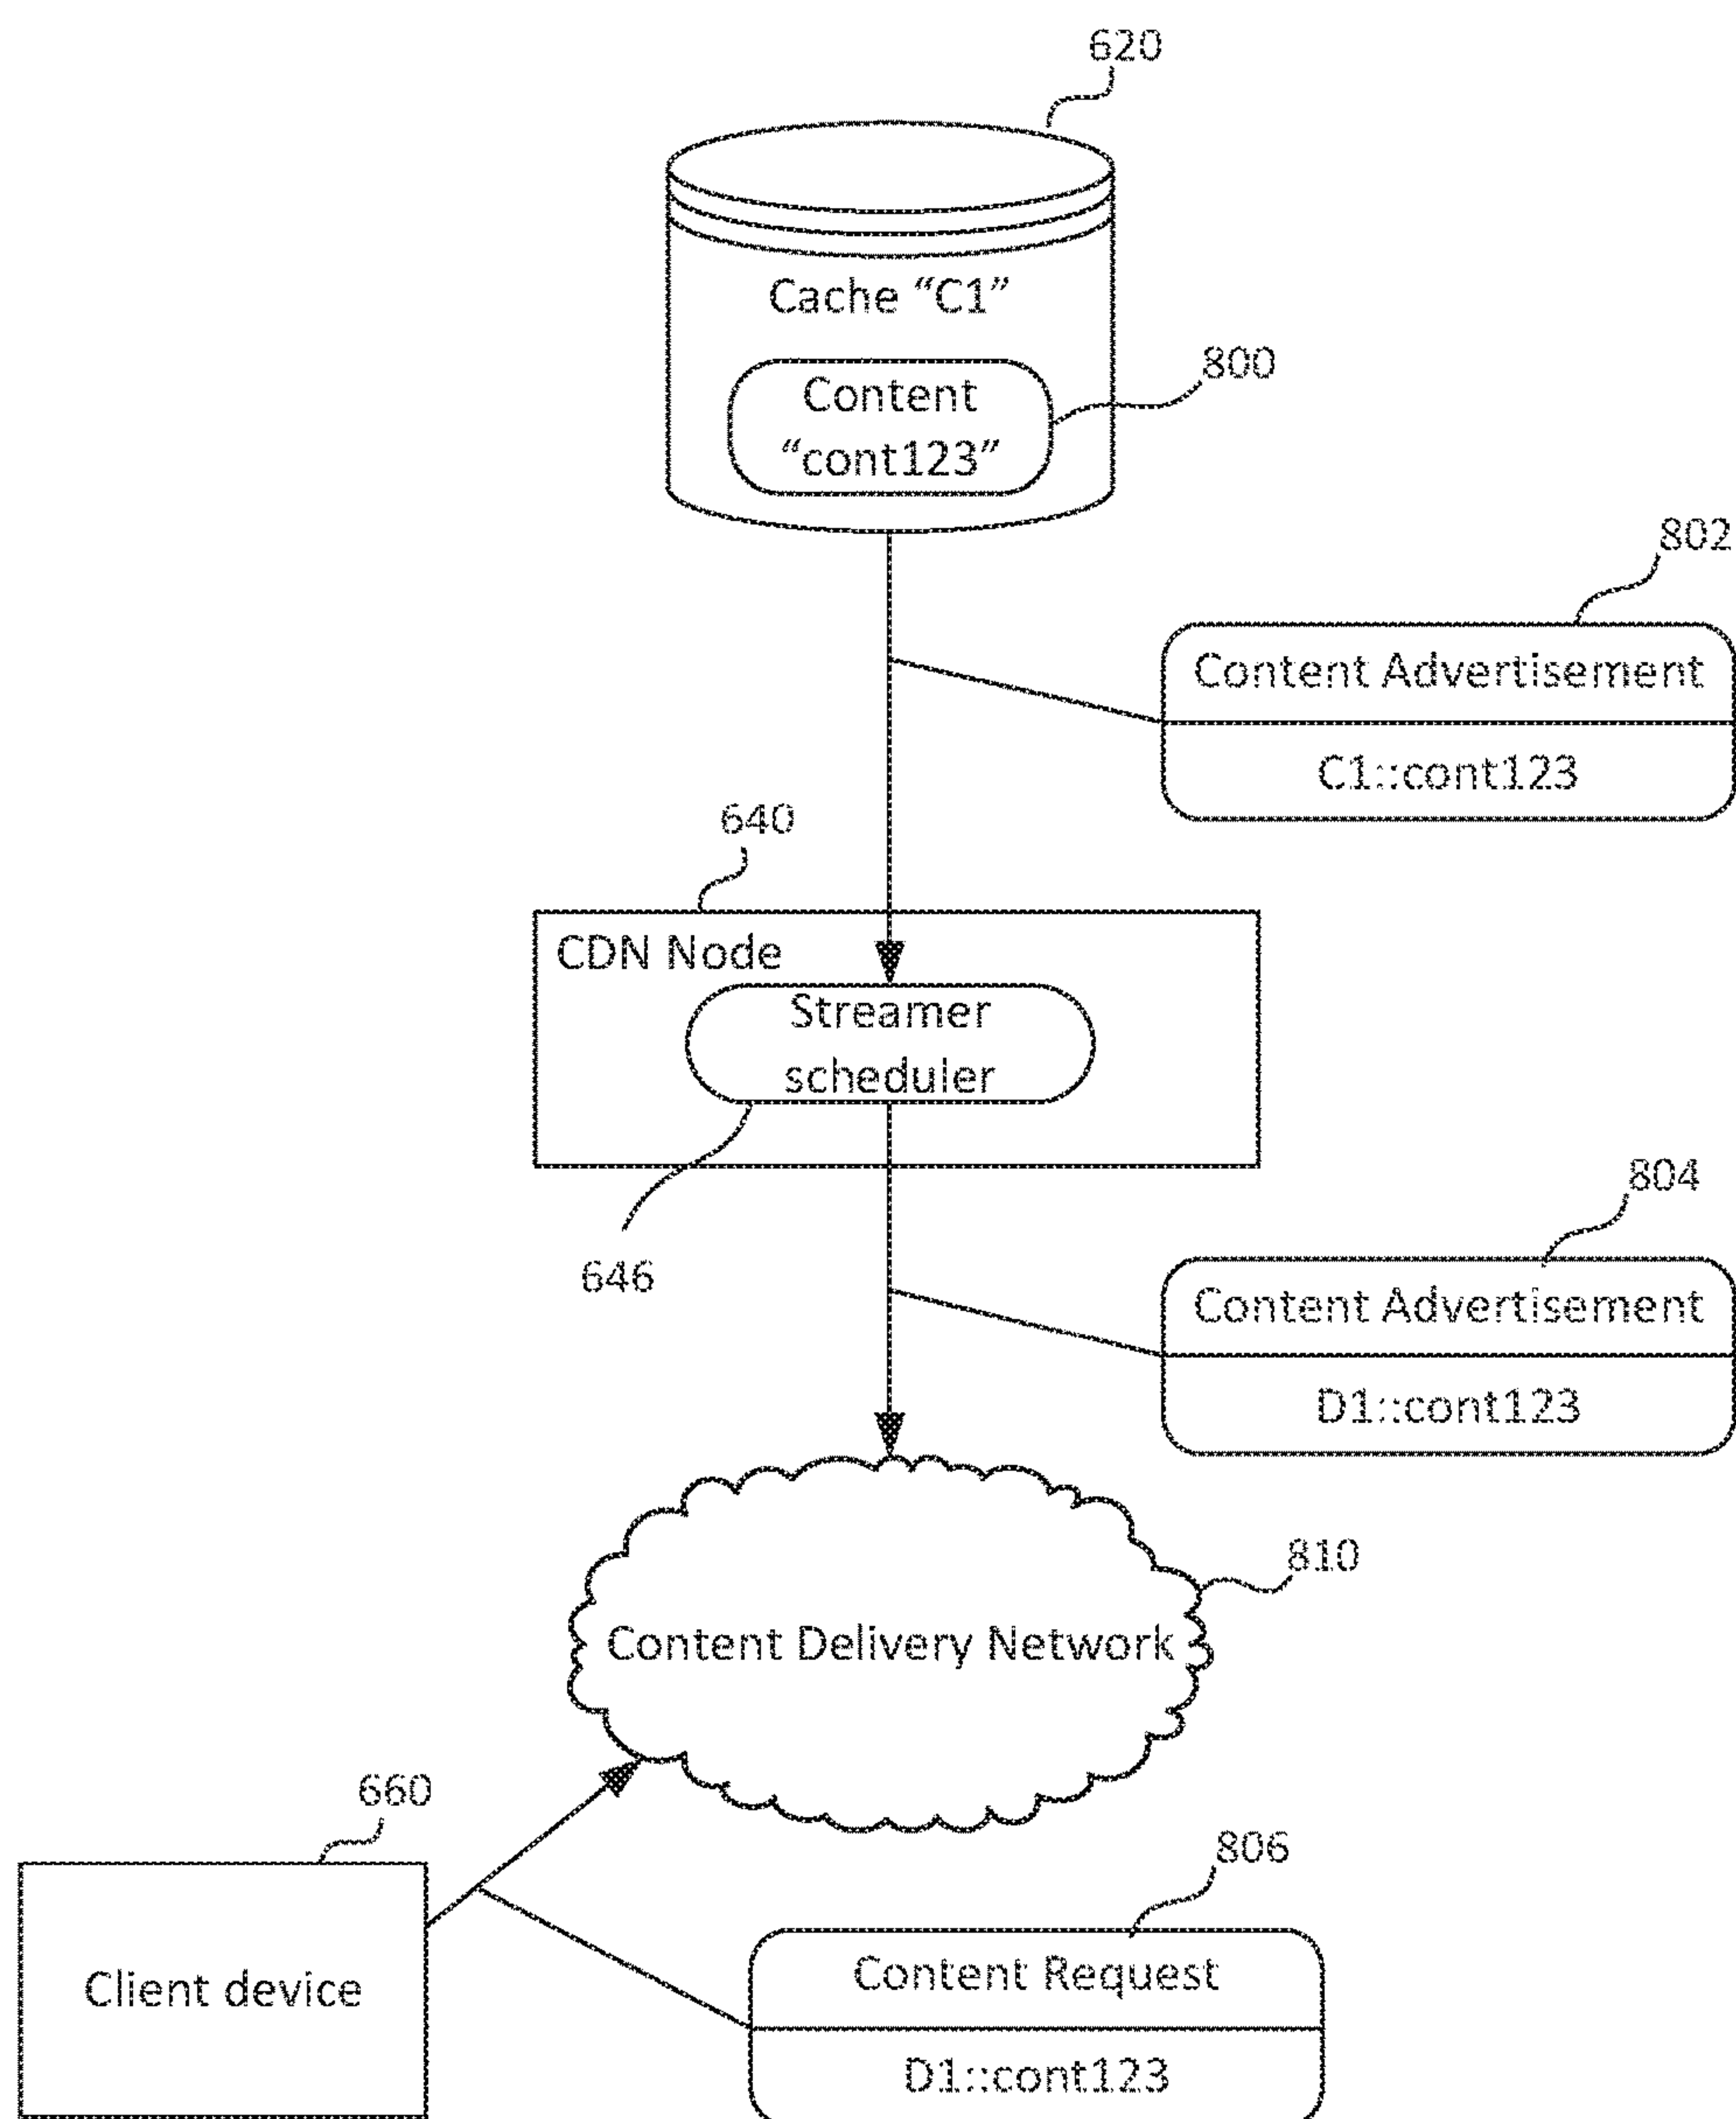 620
Cache “C1”
800
Content
“cont123”
802
Content Advertisement
C1::cont123
640
CDN Node
Streamer
scheduler
804
646
Content Advertisement
D1::cont123
810
Content Delivery Network
660
806
Client device
Content Request
D1::cont123